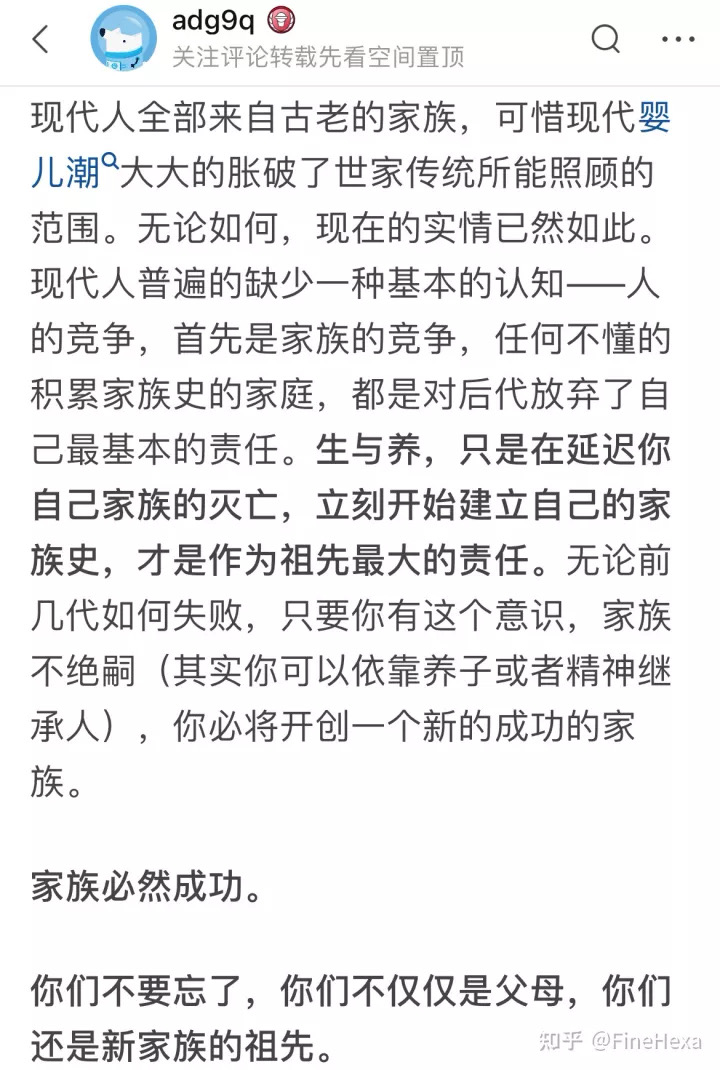 adg9q
关注评论转载先看空间置顶
现代人全部来自古老的家族，可惜现代婴
儿潮大大的胀破了世家传统所能照顾的
范围。无论如何，现在的实情已然如此。
现代人普遍的缺少一种基本的认知——人
的竞争，首先是家族的竞争，任何不懂的
积累家族史的家庭，都是对后代放弃了自
己最基本的责任。生与养，只是在延迟你
自己家族的灭亡，立刻开始建立自己的家
族史，才是作为祖先最大的责任。无论前
几代如何失败，只要你有这个意识，家族
不绝嗣（其实你可以依靠养子或者精神继
承人），你必将开创一个新的成功的家
族。
家族必然成功。
你们不要忘了，你们不仅仅是父母，你们
还是新家族的祖先。
知乎 @FineHexa